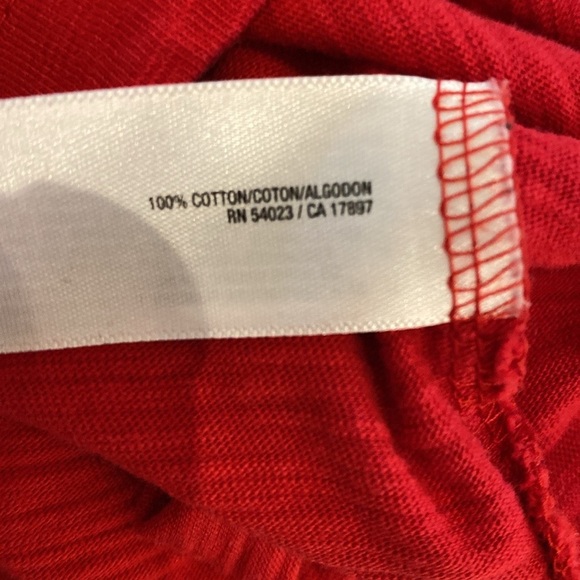 100% COTTON/COTON/ALGODON
RN 54023 / CA 17897